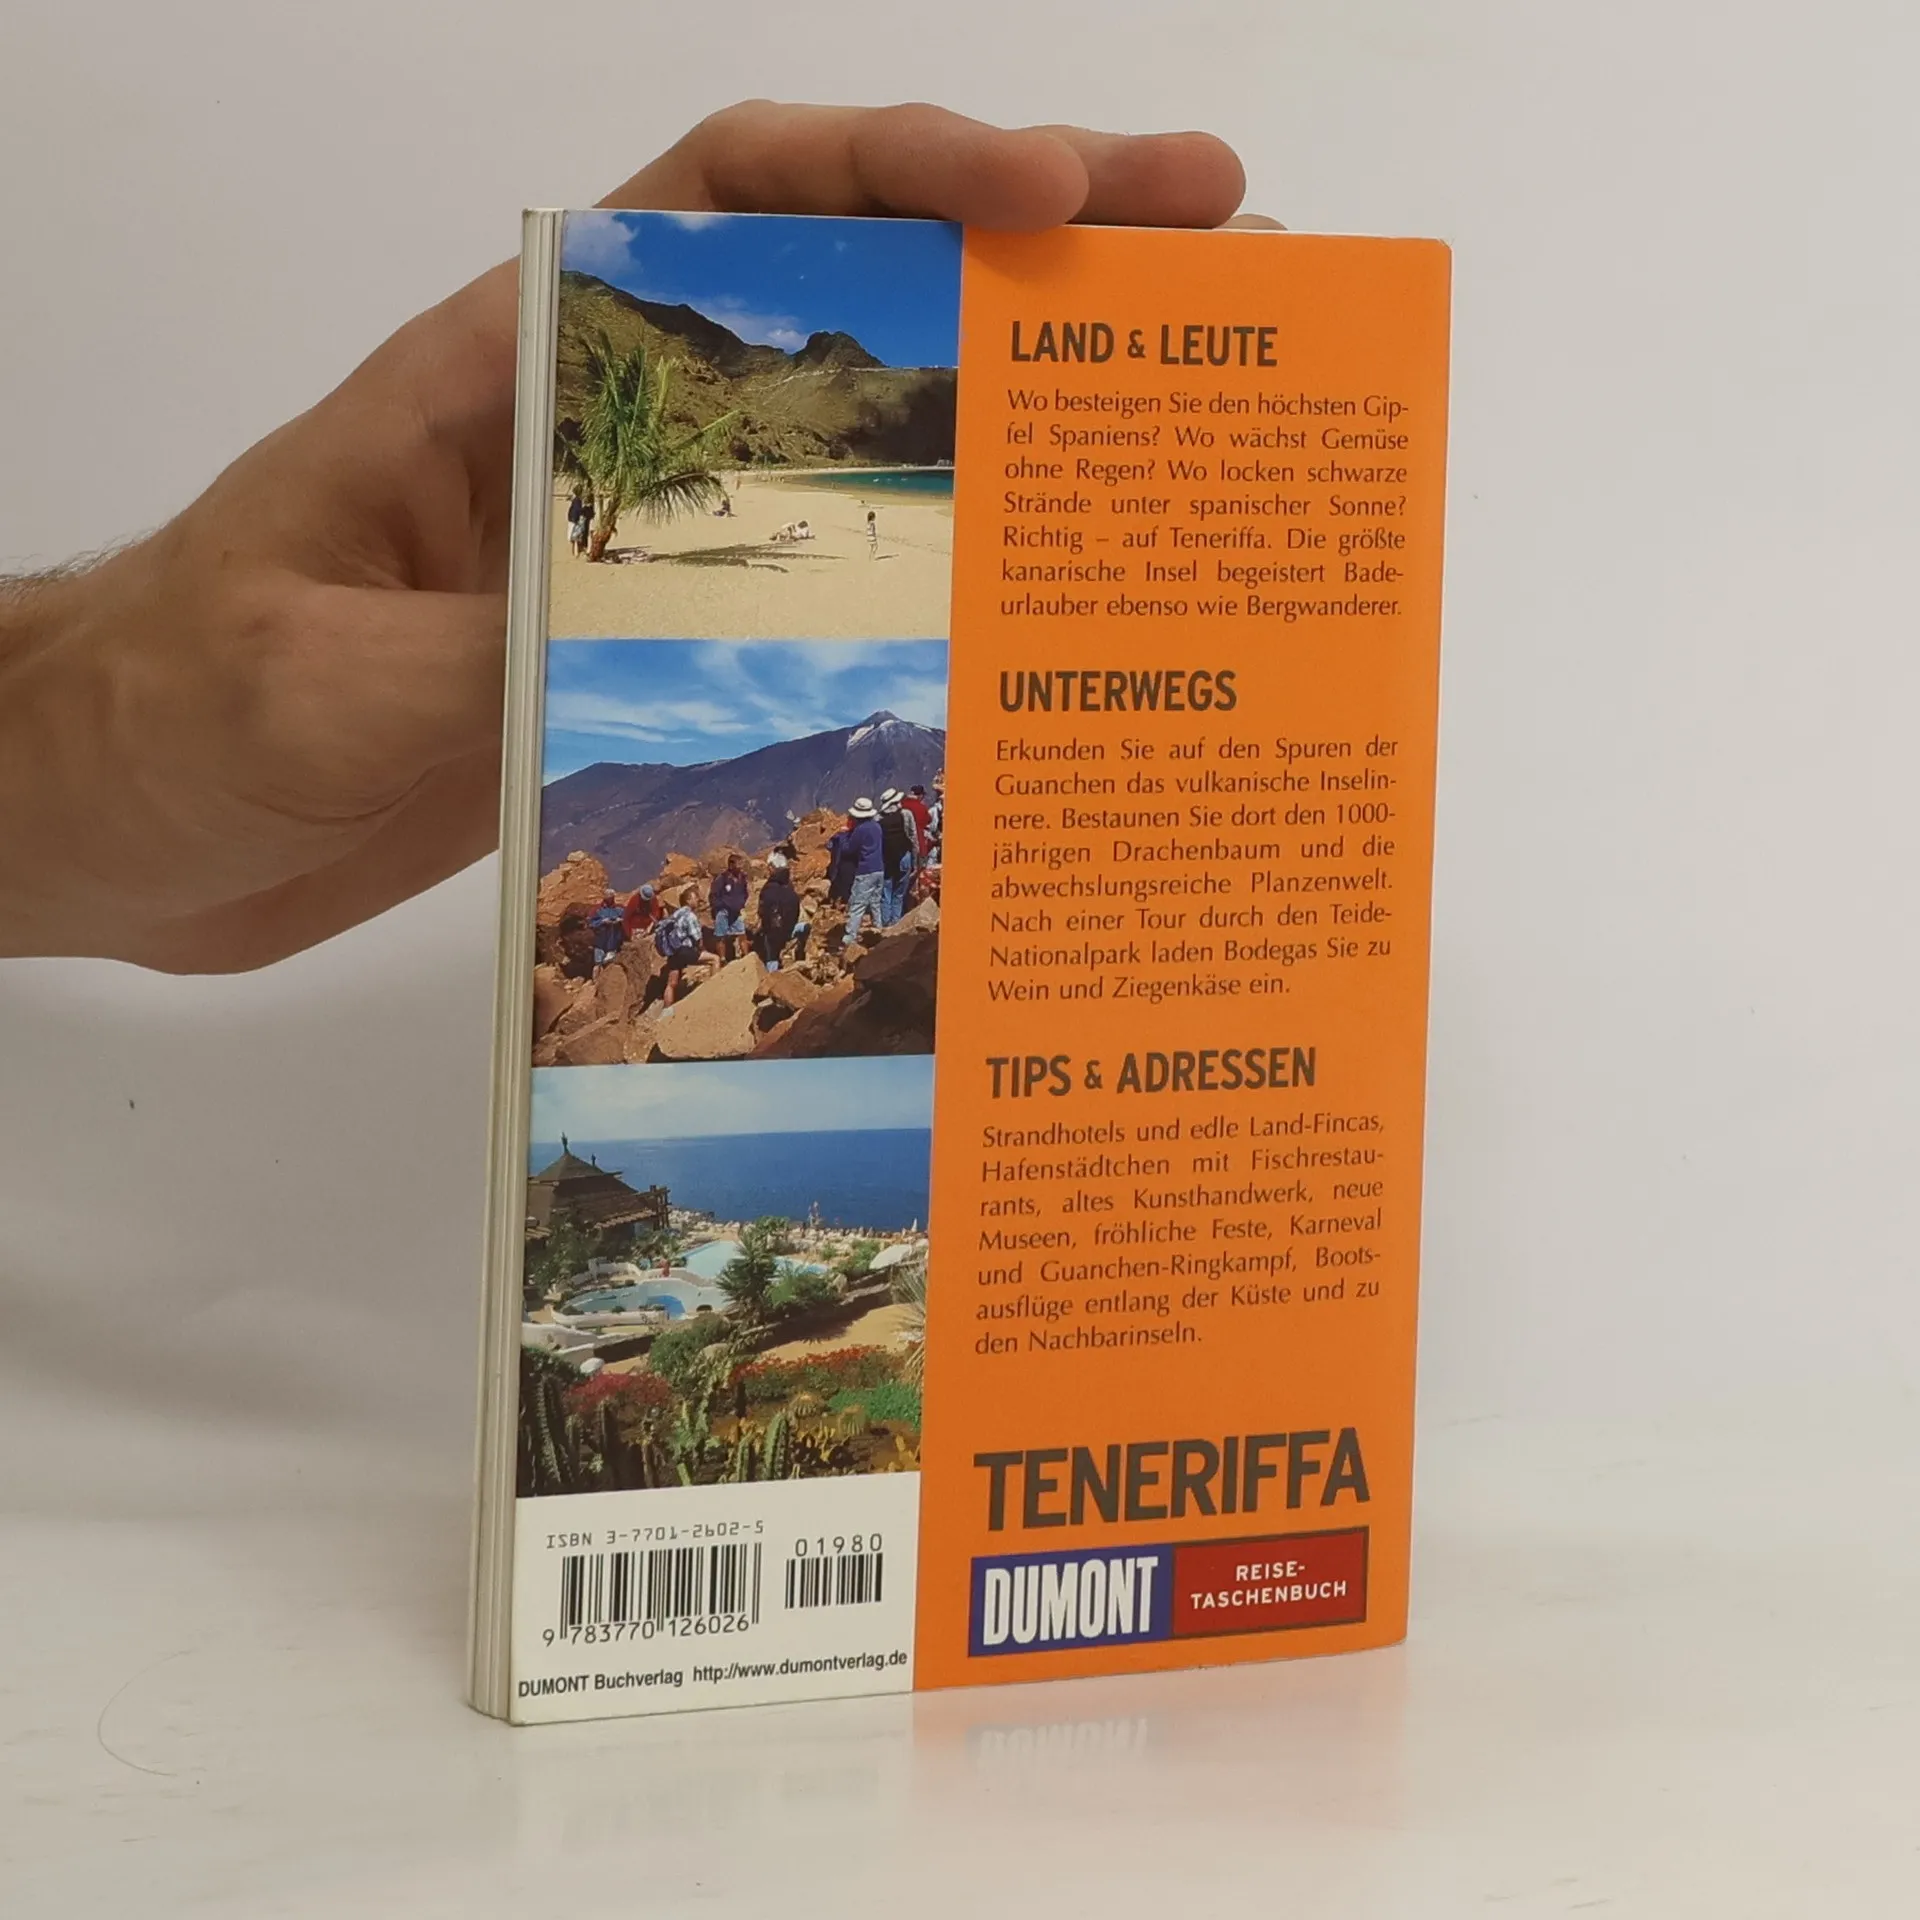 LAND & LEUTE
Wo besteigen Sie den höchsten Gip-
fel Spaniens? Wo wächst Gemüse
ohne Regen? Wo locken schwarze
Strände unter spanischer Sonne?
Richtig – auf Teneriffa. Die größte
kanarische Insel begeistert Bade-
urlauber ebenso wie Bergwanderer.
UNTERWEGS
Erkunden Sie auf den Spuren der
Guanchen das vulkanische Inselin-
nere. Bestaunen Sie dort den 1000-
jährigen Drachenbaum und die
abwechslungsreiche Planzenwelt.
Nach einer Tour durch den Teide-
Nationalpark laden Bodegas Sie zu
Wein und Ziegenkäse ein.
TIPS & ADRESSEN
Strandhotels und edle Land-Fincas,
Hafenstädtchen mit Fischrestau-
rants, altes Kunsthandwerk, neue
Museen, fröhliche Feste, Karneval
und Guanchen-Ringkampf, Boots-
ausflüge entlang der Küste und zu
den Nachbarinseln.
TENERIFFA
DUMONT
REISE-
TASCHENBUCH
ISBN 3-7701-2602-5
01980
9 783770 126026
DUMONT Buchverlag http://www.dumontverlag.de